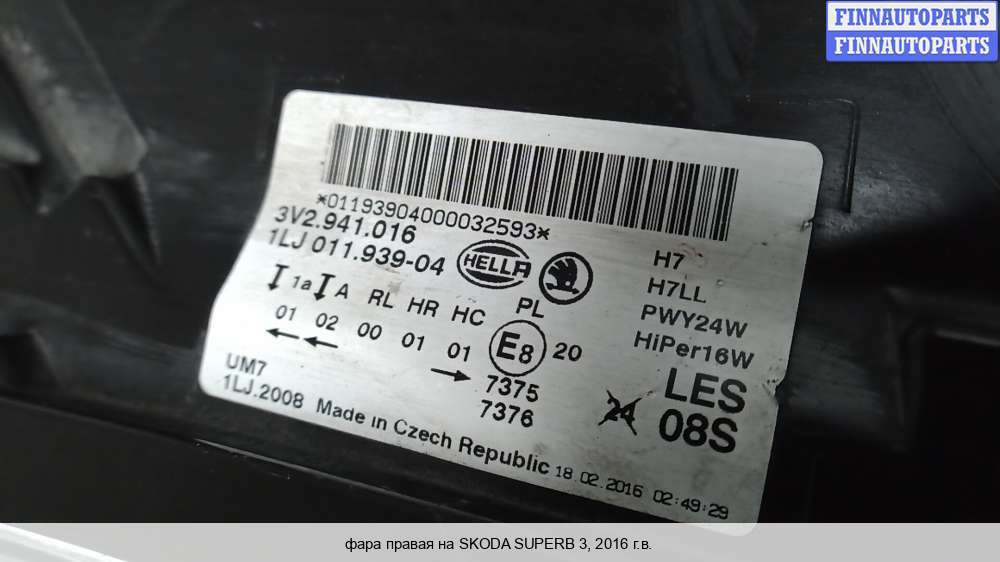 FINNAUTOPARTS
FINNAUTOPARTS
*01193904000032593*
3V2.941.016
1LJ 011.939-04
HELLA
H7
H7LL
PWY24W
HiPer16W
1a A RL HR HC PL
01 02 00 01 01 E8 20
7375
7376
UM7
1LJ.2008 Made in Czech Republic 18.02.2016 02:49:29
24
LES
08S
фара правая на SKODA SUPERB 3, 2016 г.в.